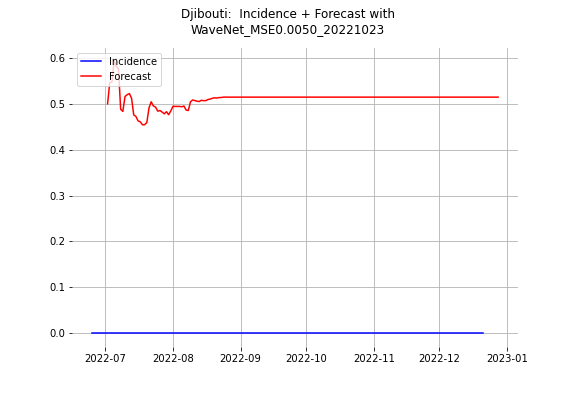 Djibouti:  Incidence + Forecast with
WaveNet_MSE0.0050_20221023
Incidence
Forecast
0.6
0.5
0.4
0.3
0.2
0.1
0.0
2022-07 2022-08 2022-09 2022-10 2022-11 2022-12 2023-01